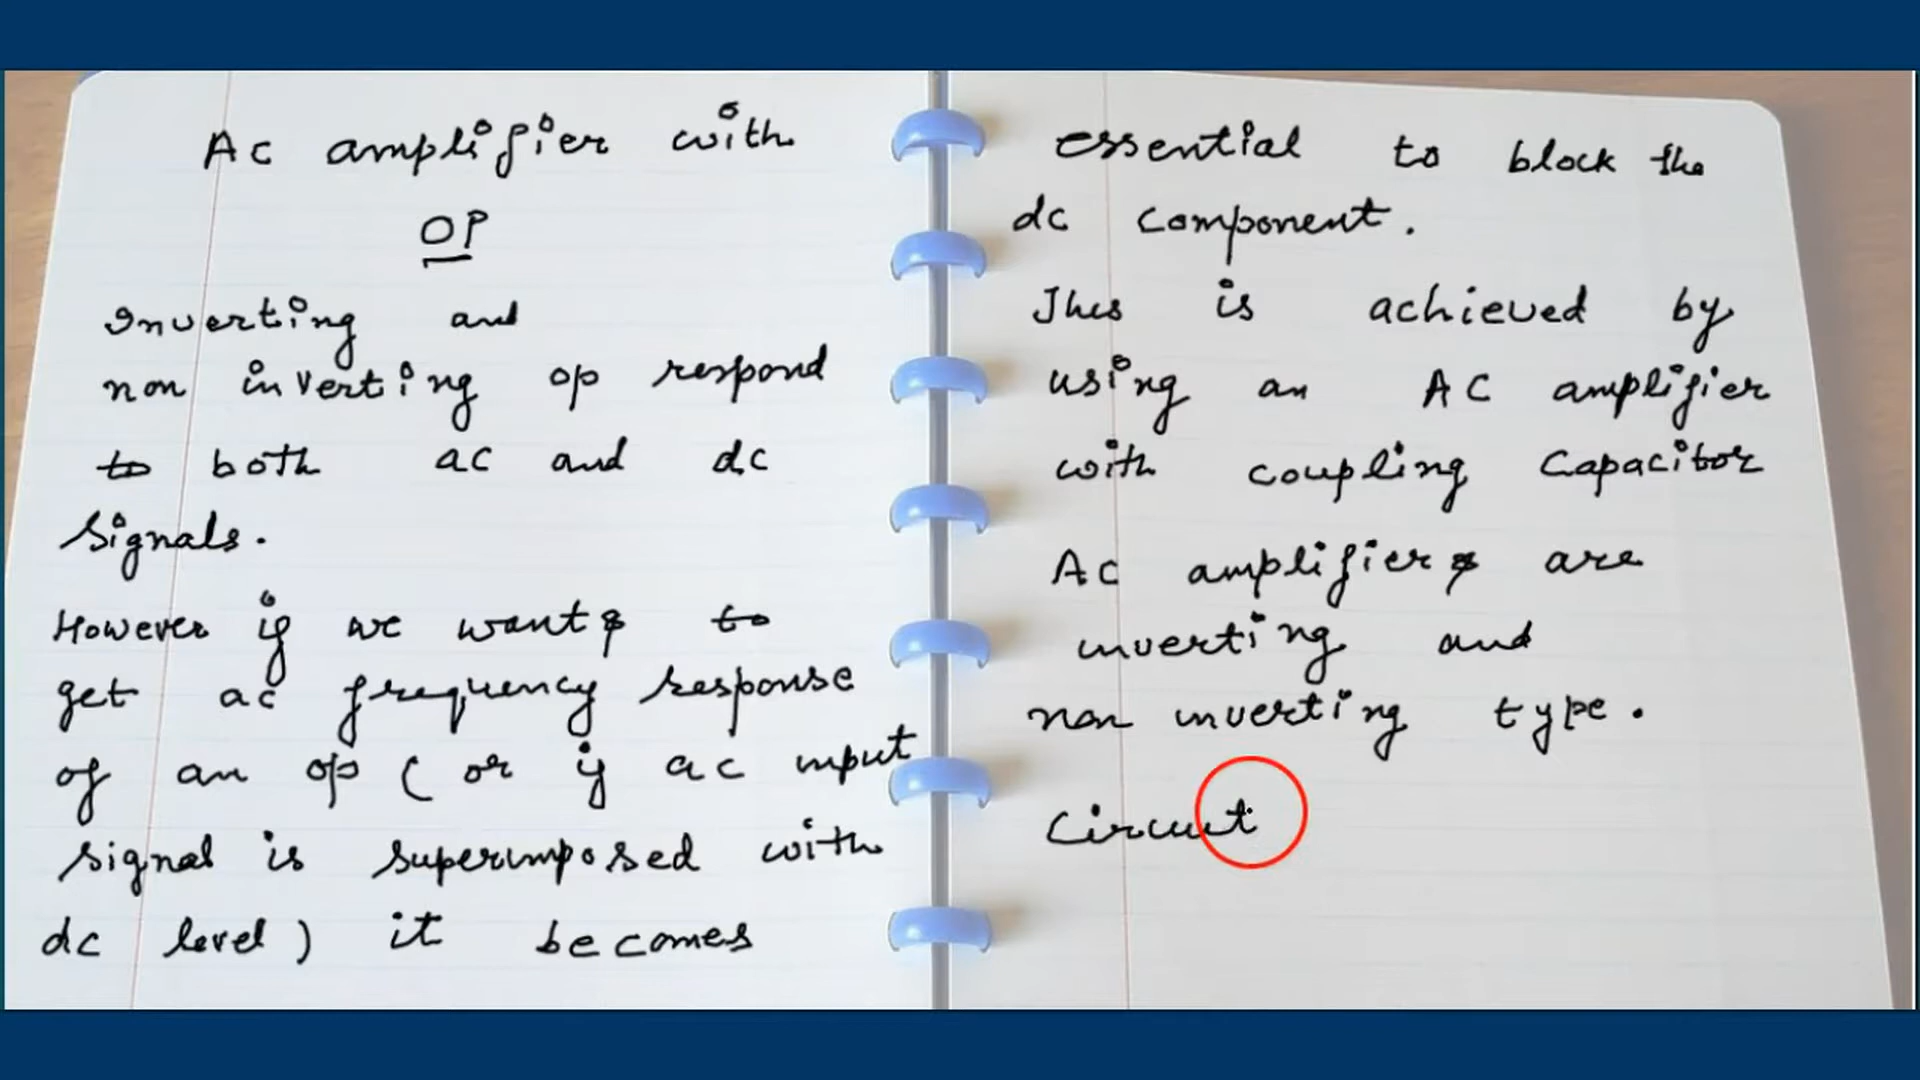 Ac amplifier with
OP
Inverting and
non inverting op respond
to both ac and dc
signals.
However if we wants to
get ac frequency response
of an op ( or if ac input
signal is superimposed with
dc level ) it becomes
essential to block the
dc component.
This is achieved by
using an AC amplifier
with coupling capacitor
Ac amplifiers are
inverting and
non inverting type.
Circuit